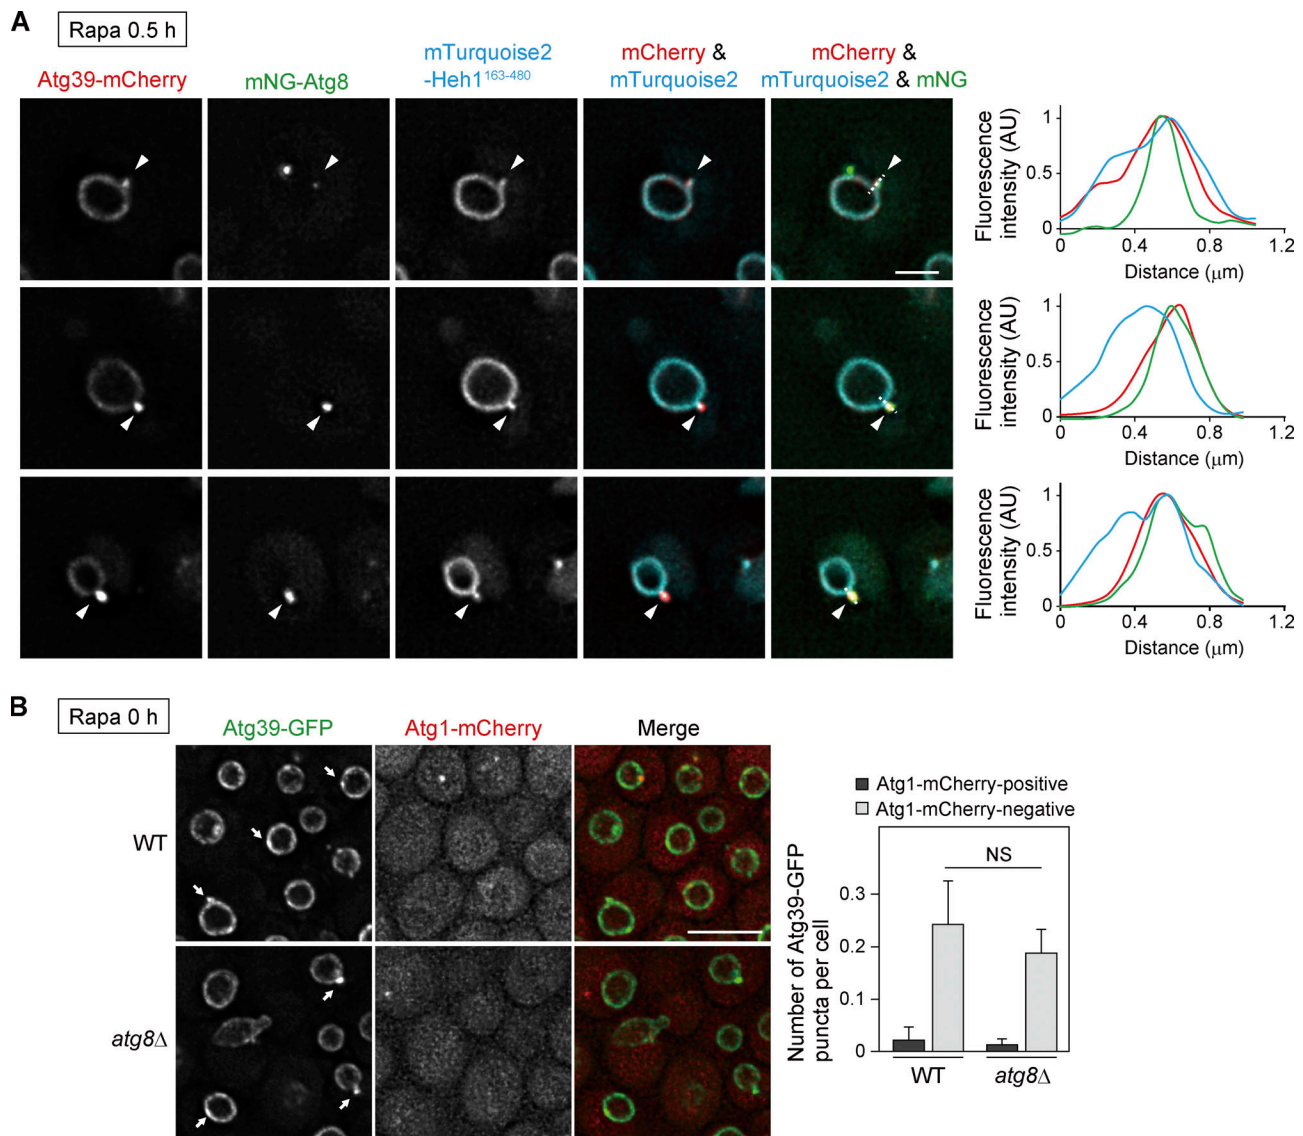 A
Rapa 0.5 h
Atg39-mCherry
mNG-Atg8
mTurquoise2
-Heh1¹⁶³⁻⁴⁸⁰
mCherry &
mTurquoise2
mCherry &
mTurquoise2 & mNG
Fluorescence
intensity (AU)
1
0.5
0
0
0.4
0.8
1.2
Distance (μm)
Fluorescence
intensity (AU)
1
0.5
0
0
0.4
0.8
1.2
Distance (μm)
Fluorescence
intensity (AU)
1
0.5
0
0
0.4
0.8
1.2
Distance (μm)
B
Rapa 0 h
Atg39-GFP
Atg1-mCherry
Merge
WT
atg8Δ
Atg1-mCherry-positive
Atg1-mCherry-negative
Number of Atg39-GFP
puncta per cell
NS
0.3
0.2
0.1
0
WT
atg8Δ